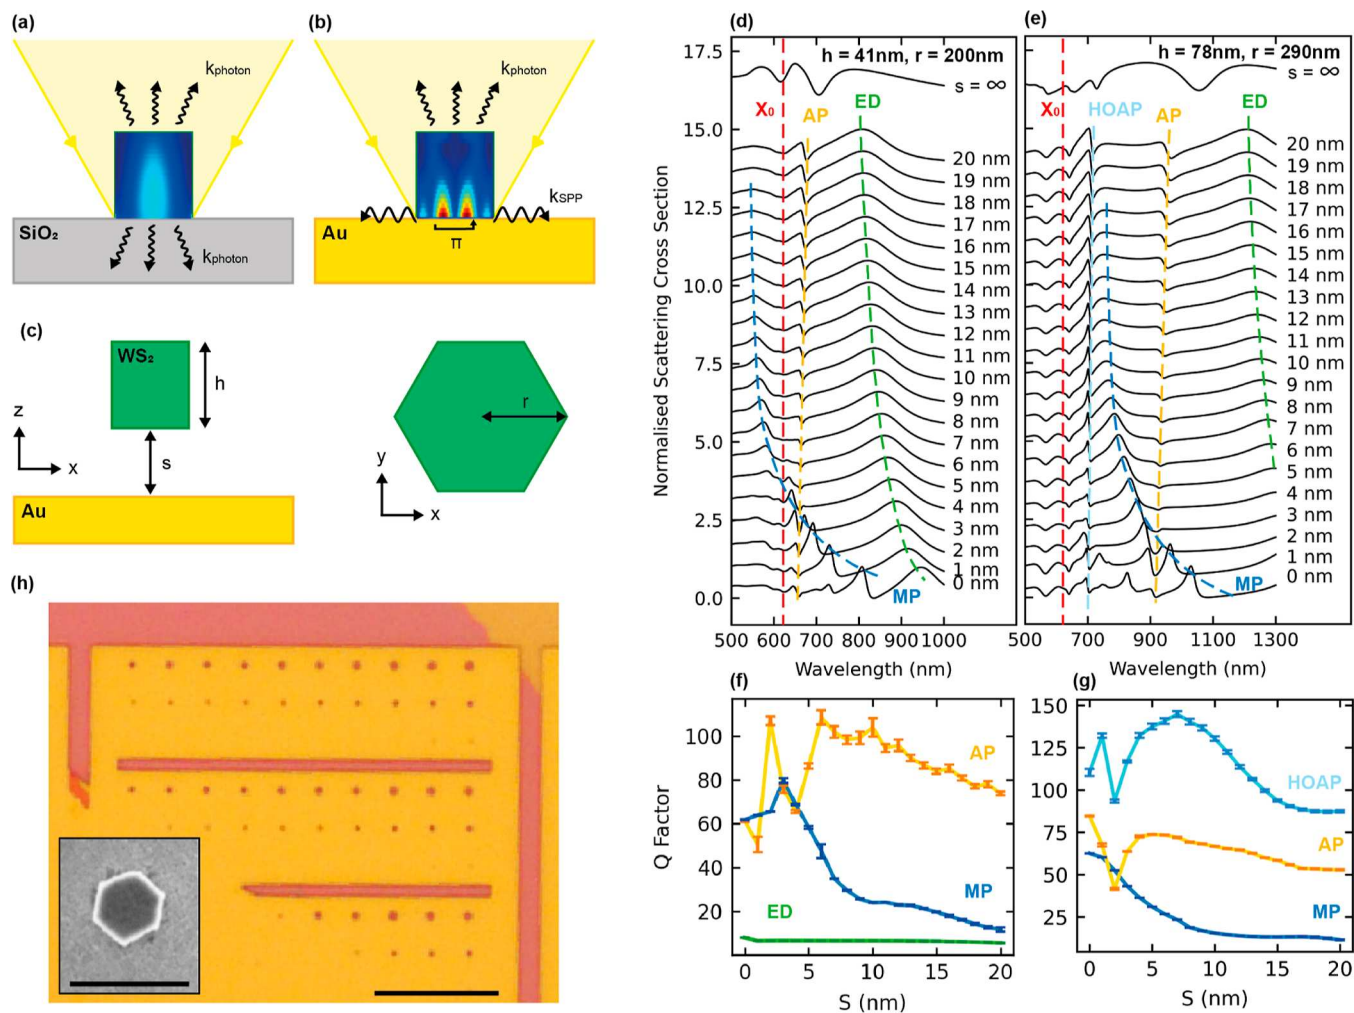 (a)
k_photon
SiO₂
k_photon
(b)
k_photon
k_SPP
Au
π
(c)
WS₂
h
z
x
s
Au
r
y
x
(d)
h = 41nm, r = 200nm
s = ∞
X₀
AP
ED
20 nm
19 nm
18 nm
17 nm
16 nm
15 nm
14 nm
13 nm
12 nm
11 nm
10 nm
9 nm
8 nm
7 nm
6 nm
5 nm
4 nm
3 nm
2 nm
1 nm
0 nm
MP
17.5
15.0
12.5
10.0
7.5
5.0
2.5
0.0
Normalised Scattering Cross Section
500 600 700 800 900 1000
Wavelength (nm)
(e)
h = 78nm, r = 290nm
s = ∞
X₀
HOAP
AP
ED
20 nm
19 nm
18 nm
17 nm
16 nm
15 nm
14 nm
13 nm
12 nm
11 nm
10 nm
9 nm
8 nm
7 nm
6 nm
5 nm
4 nm
3 nm
2 nm
1 nm
0 nm
MP
500 700 900 1100 1300
Wavelength (nm)
(f)
100
80
60
40
20
Q Factor
AP
MP
ED
0 5 10 15 20
S (nm)
(g)
150
125
100
75
50
25
HOAP
AP
MP
0 5 10 15 20
S (nm)
(h)